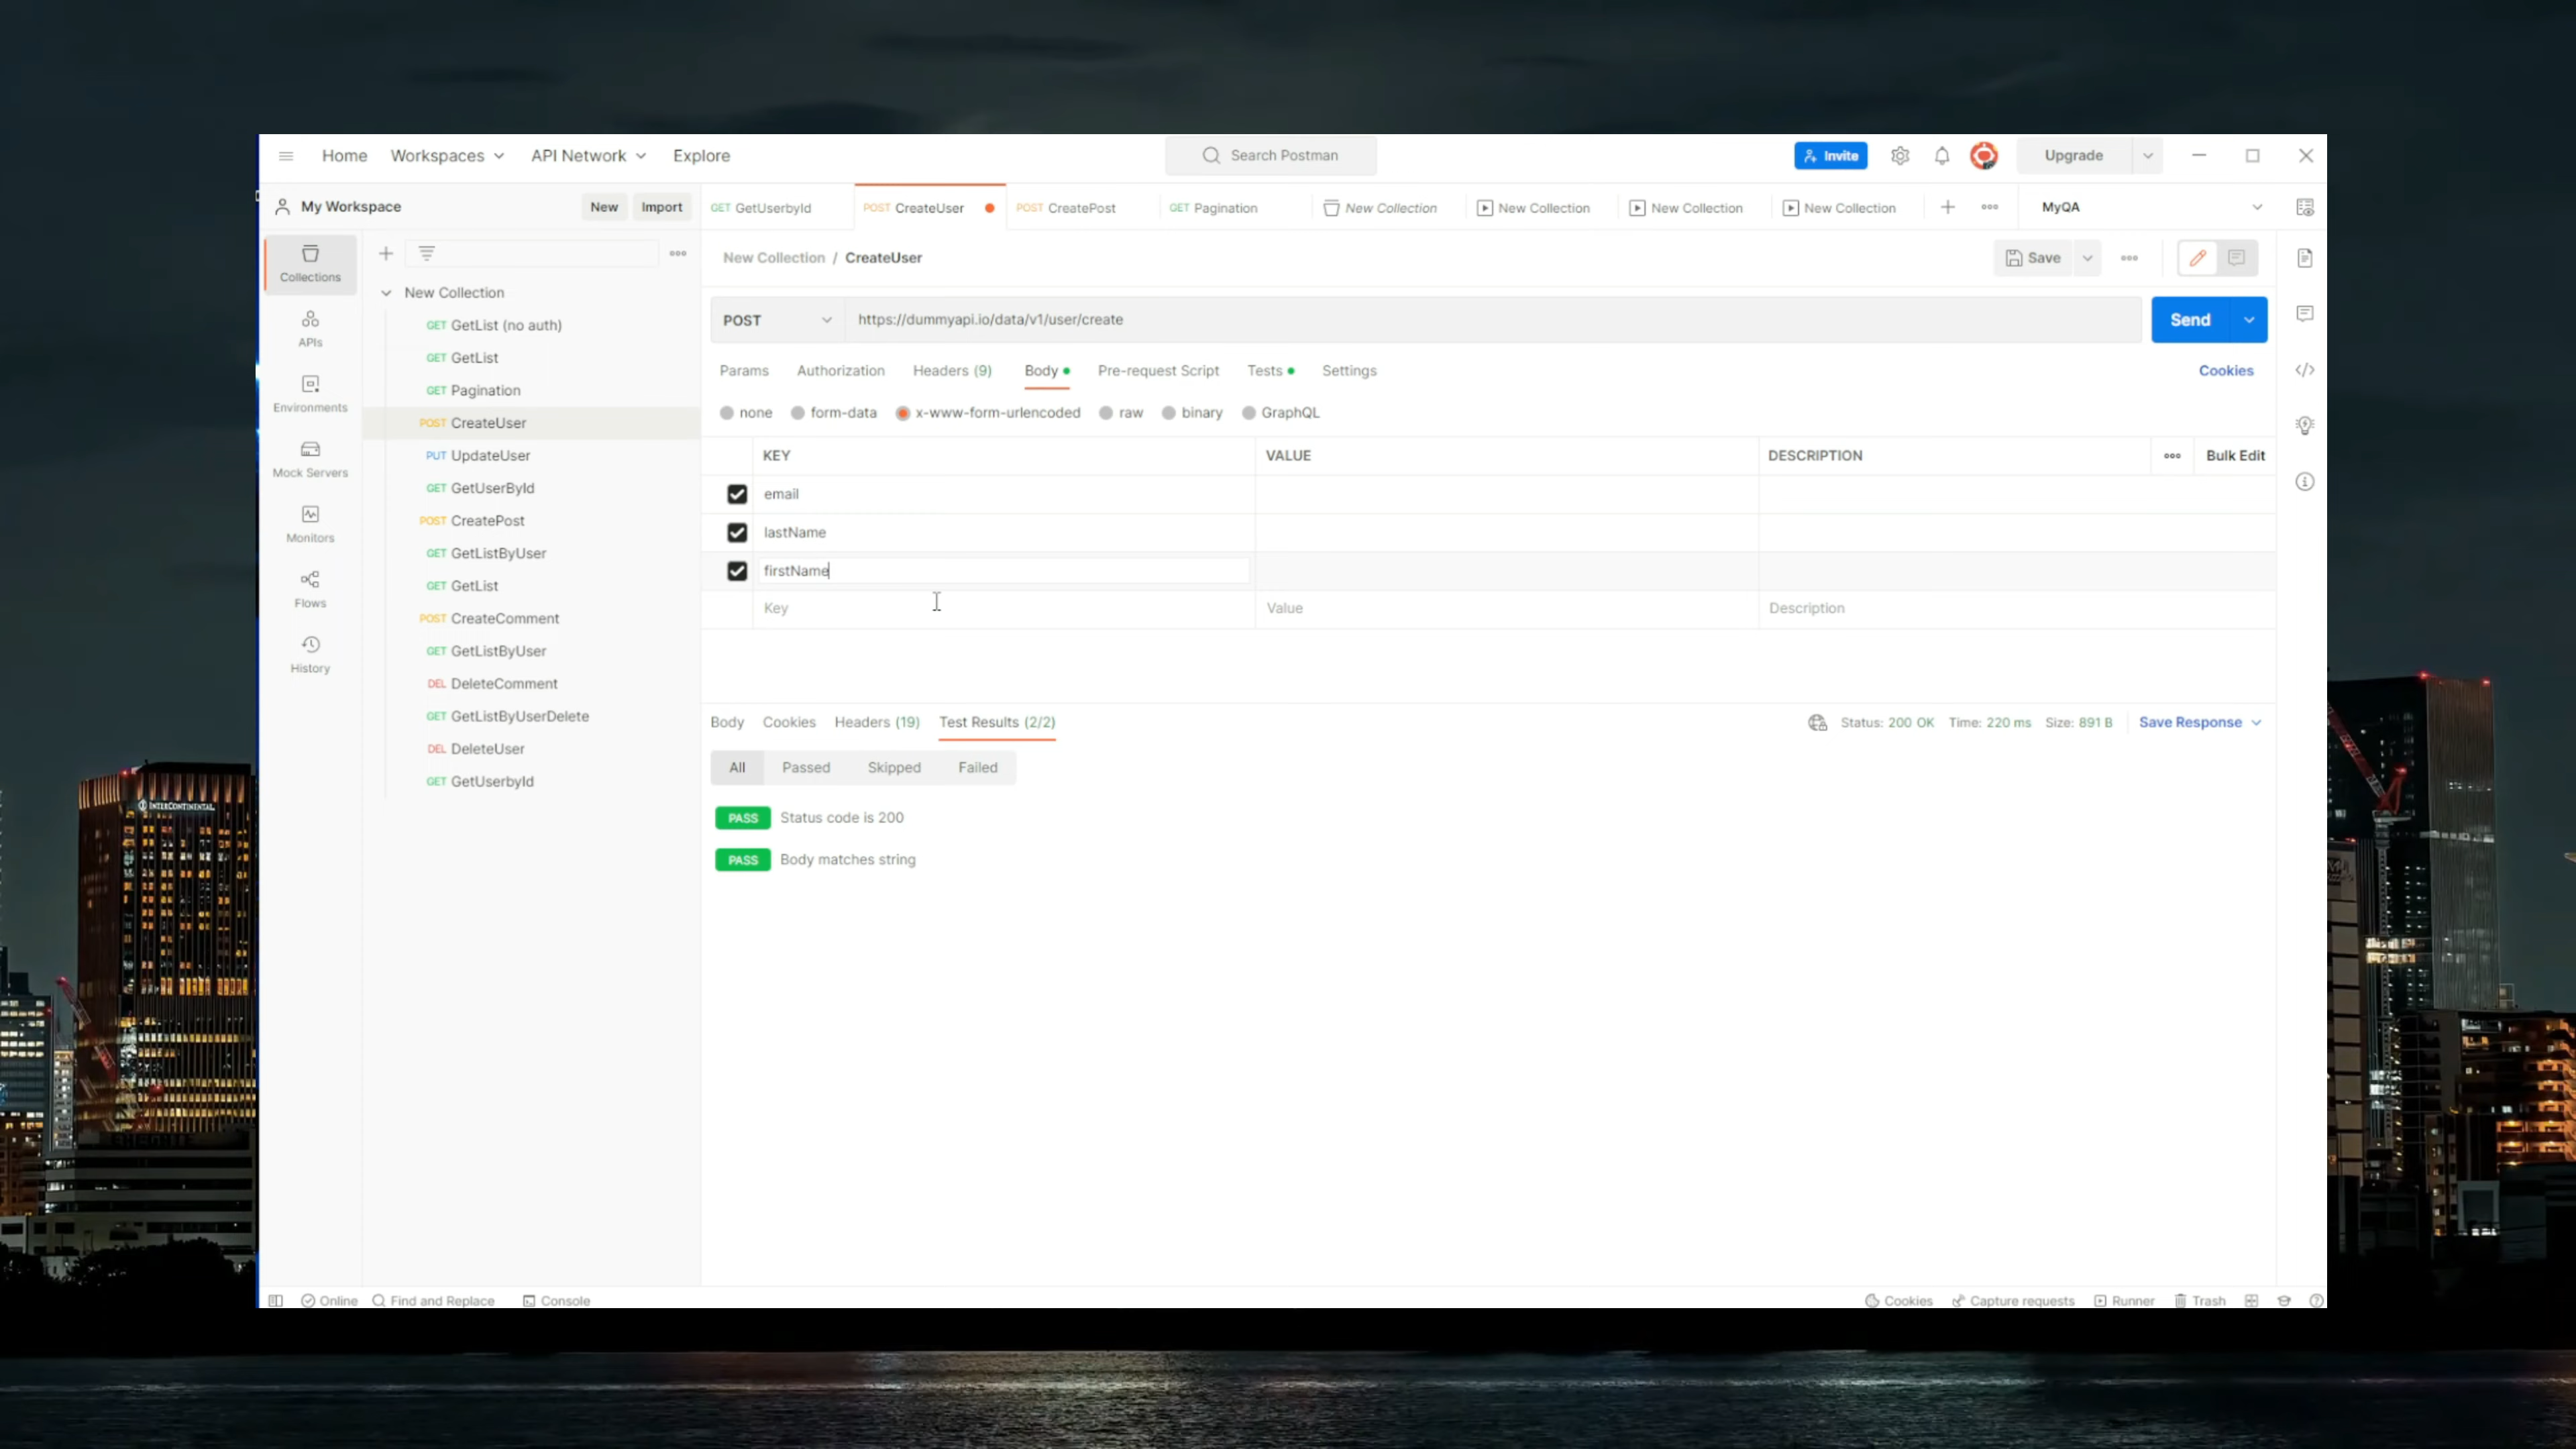 Home Workspaces API Network Explore Search Postman Invite Upgrade
My Workspace New Import GET GetUserbyId POST CreateUser POST CreatePost GET Pagination New Collection New Collection New Collection New Collection MyQA
Collections
APIs
Environments
Mock Servers
Monitors
Flows
History
New Collection
GET GetList (no auth)
GET GetList
GET Pagination
POST CreateUser
PUT UpdateUser
GET GetUserById
POST CreatePost
GET GetListByUser
GET GetList
POST CreateComment
GET GetListByUser
DEL DeleteComment
GET GetListByUserDelete
DEL DeleteUser
GET GetUserbyId
New Collection / CreateUser Save
POST https://dummyapi.io/data/v1/user/create Send
Params Authorization Headers (9) Body Pre-request Script Tests Settings Cookies
none form-data x-www-form-urlencoded raw binary GraphQL
KEY VALUE DESCRIPTION Bulk Edit
email
lastName
firstName
Key Value Description
Body Cookies Headers (19) Test Results (2/2) Status: 200 OK Time: 220 ms Size: 891 B Save Response
All Passed Skipped Failed
PASS Status code is 200
PASS Body matches string
Online Find and Replace Console Cookies Capture requests Runner Trash
INTERCONTINENTAL